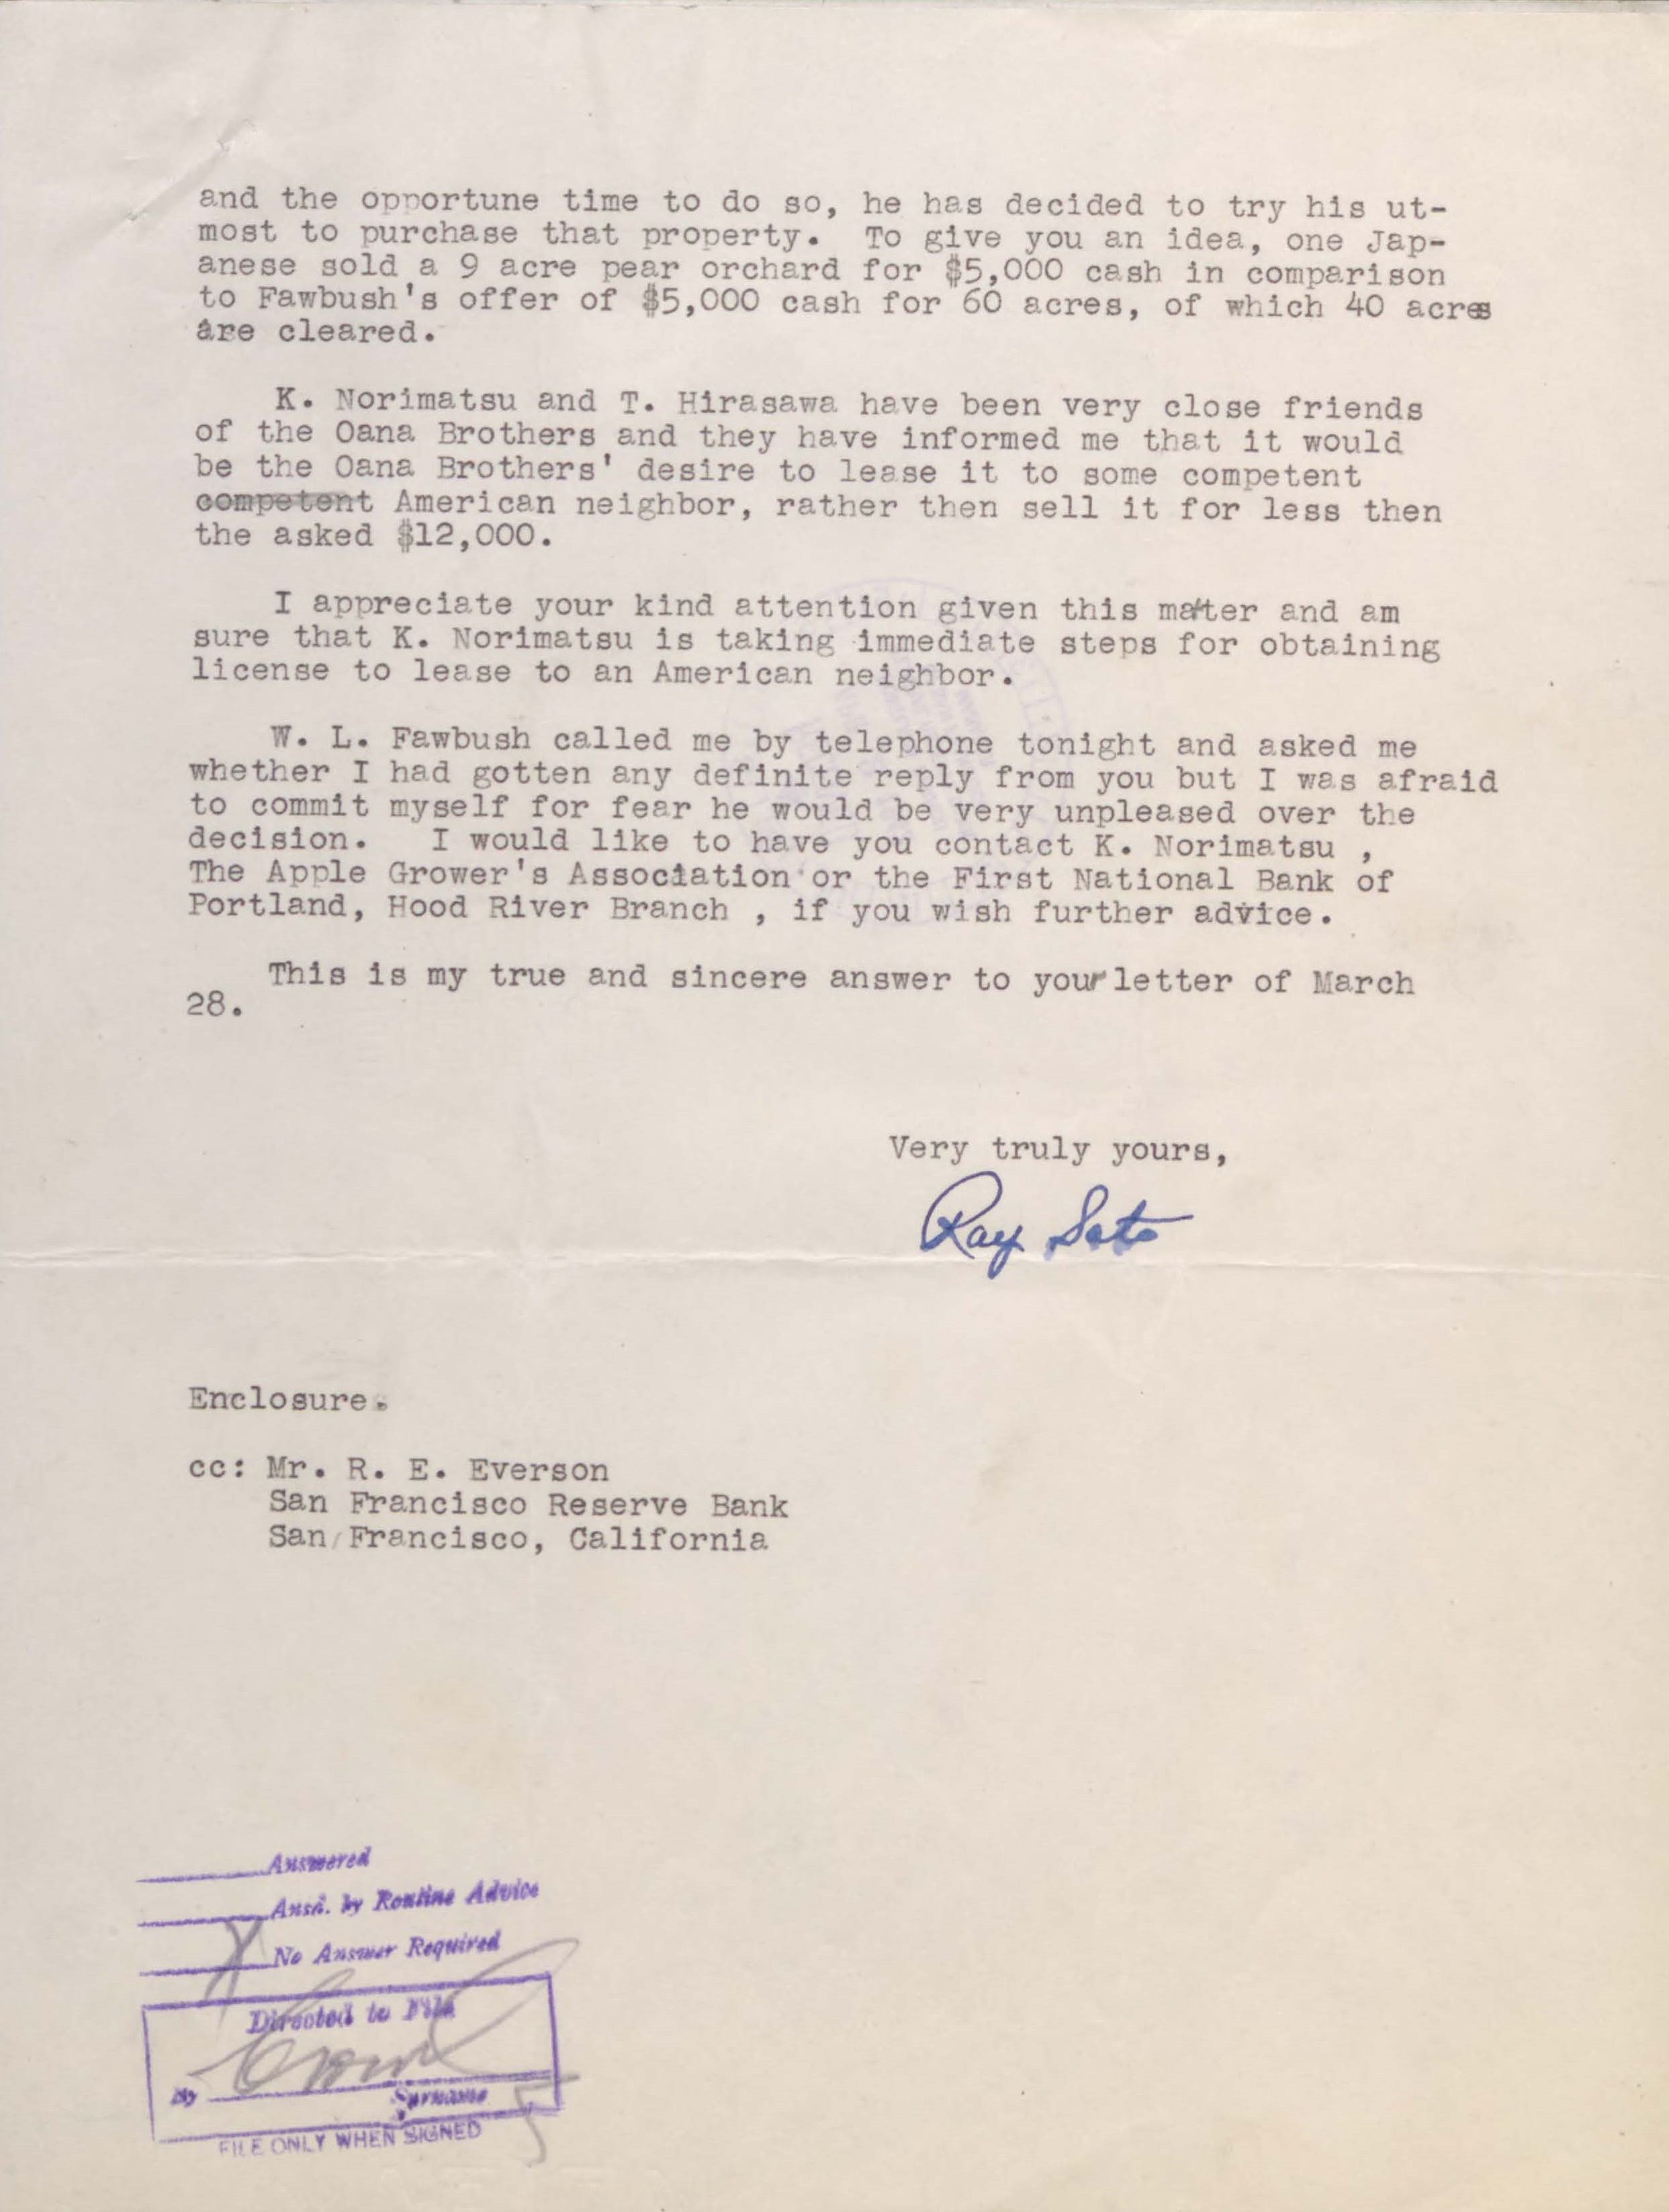 and the opportune time to do so, he has decided to try his ut-
most to purchase that property. To give you an idea, one Jap-
anese sold a 9 acre pear orchard for $5,000 cash in comparison
to Fawbush's offer of $5,000 cash for 60 acres, of which 40 acres
are cleared.
K. Norimatsu and T. Hirasawa have been very close friends
of the Oana Brothers and they have informed me that it would
be the Oana Brothers' desire to lease it to some competent
competent American neighbor, rather then sell it for less then
the asked $12,000.
I appreciate your kind attention given this matter and am
sure that K. Norimatsu is taking immediate steps for obtaining
license to lease to an American neighbor.
W. L. Fawbush called me by telephone tonight and asked me
whether I had gotten any definite reply from you but I was afraid
to commit myself for fear he would be very unpleased over the
decision. I would like to have you contact K. Norimatsu ,
The Apple Grower's Association or the First National Bank of
Portland, Hood River Branch , if you wish further advice.
This is my true and sincere answer to your letter of March
28.
Very truly yours,
Ray Sato
Enclosure.
cc: Mr. R. E. Everson
San Francisco Reserve Bank
San Francisco, California
Answered
Ansd. by Routine Advice
X No Answer Required
Directed to File
By
Surname
FILE ONLY WHEN SIGNED